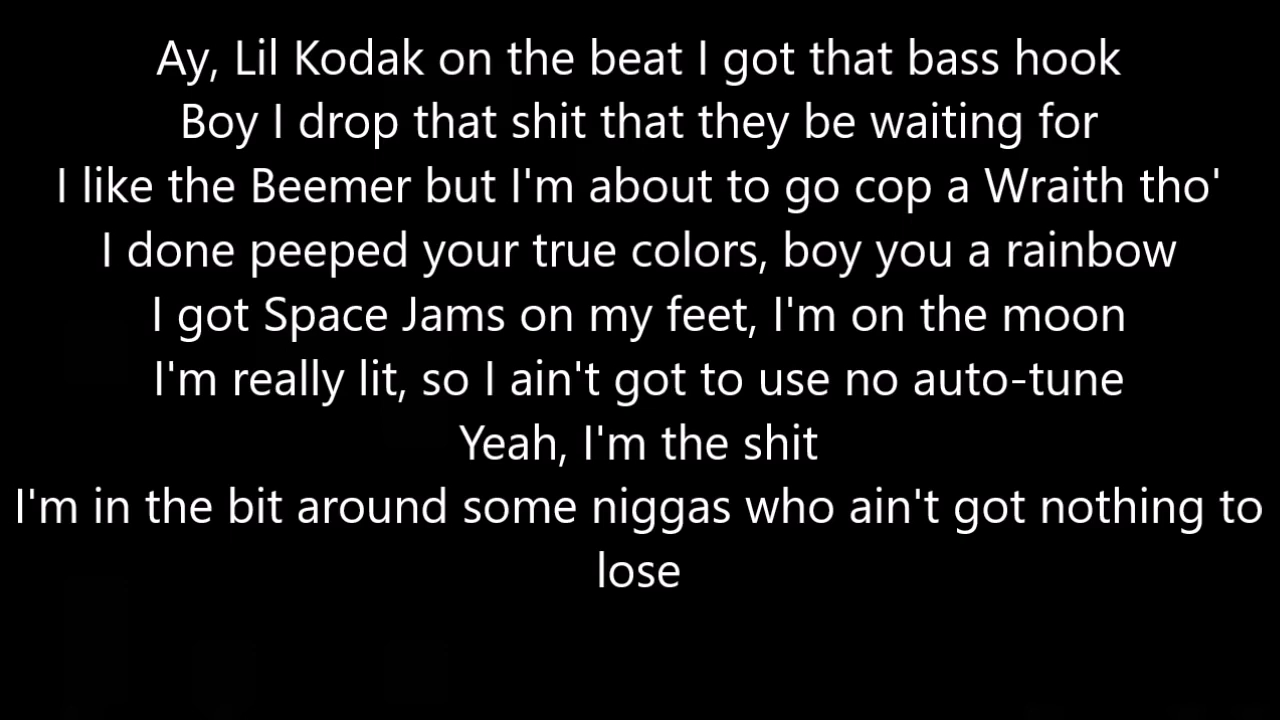 Ay, Lil Kodak on the beat I got that bass hook
Boy I drop that shit that they be waiting for
I like the Beemer but I'm about to go cop a Wraith tho'
I done peeped your true colors, boy you a rainbow
I got Space Jams on my feet, I'm on the moon
I'm really lit, so I ain't got to use no auto-tune
Yeah, I'm the shit
I'm in the bit around some niggas who ain't got nothing to
lose